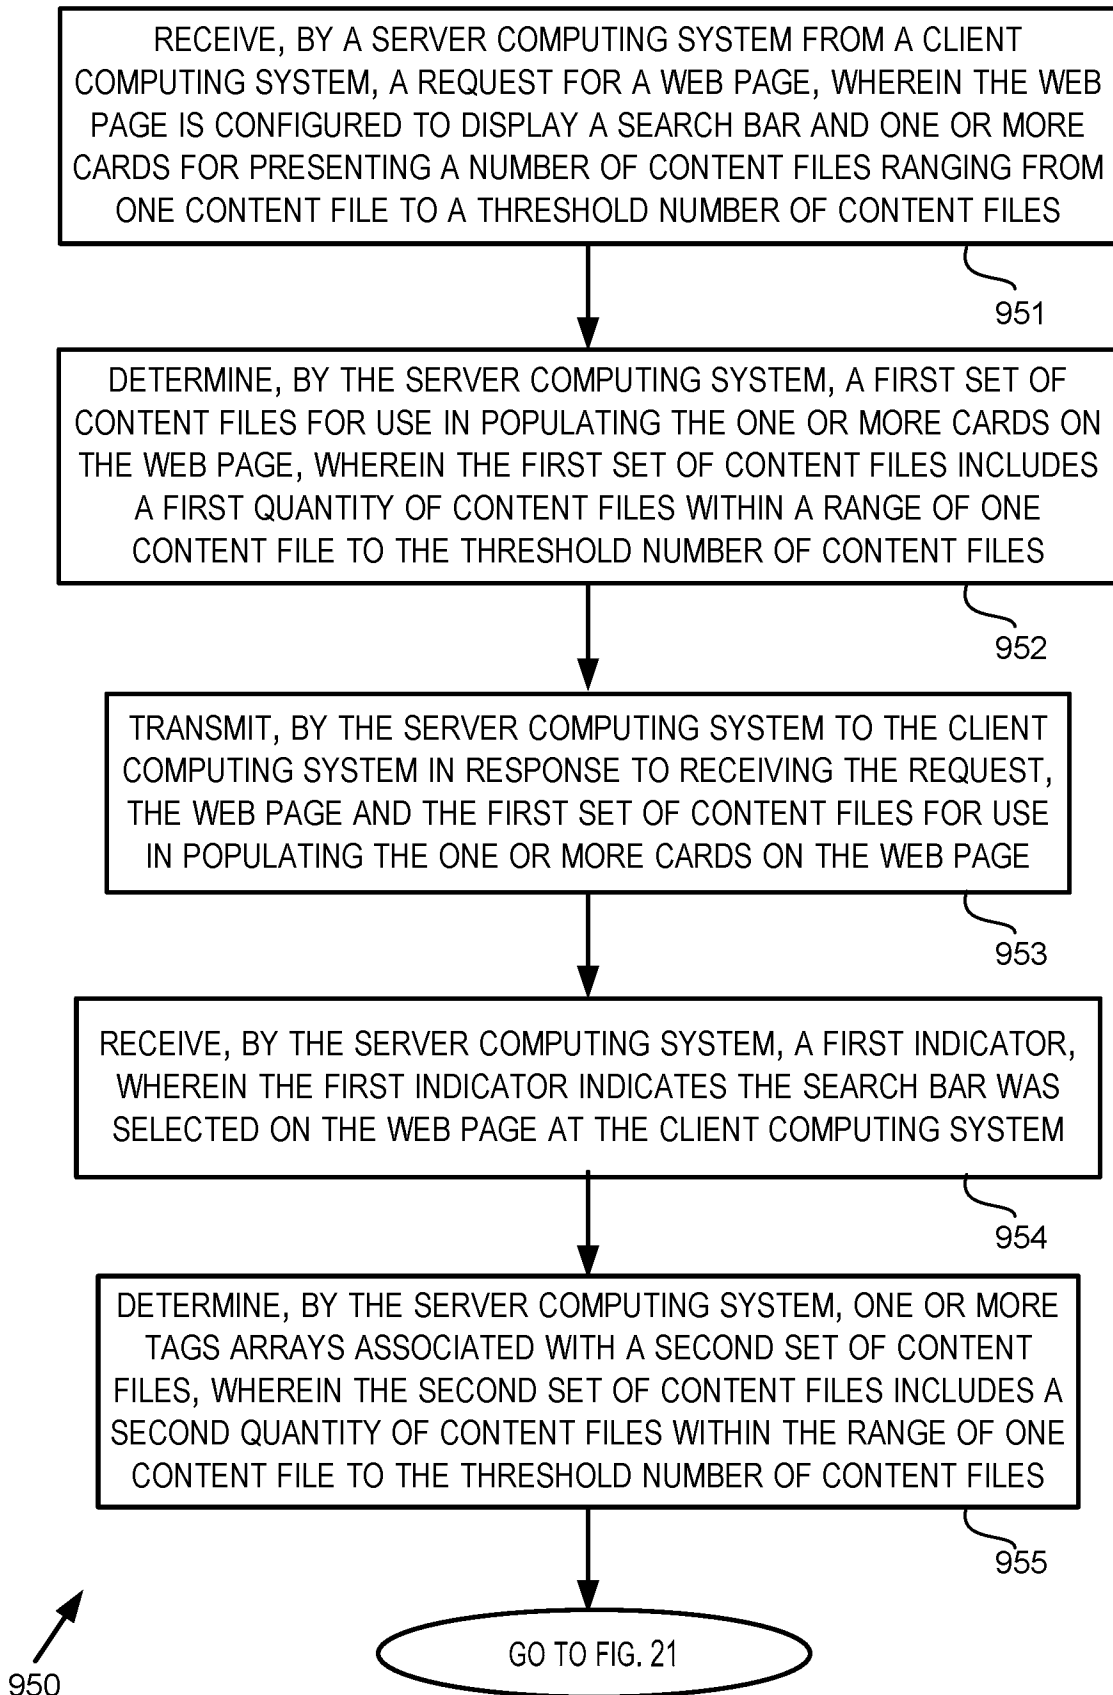 RECEIVE, BY A SERVER COMPUTING SYSTEM FROM A CLIENT
COMPUTING SYSTEM, A REQUEST FOR A WEB PAGE, WHEREIN THE WEB
PAGE IS CONFIGURED TO DISPLAY A SEARCH BAR AND ONE OR MORE
CARDS FOR PRESENTING A NUMBER OF CONTENT FILES RANGING FROM
ONE CONTENT FILE TO A THRESHOLD NUMBER OF CONTENT FILES
951
DETERMINE, BY THE SERVER COMPUTING SYSTEM, A FIRST SET OF
CONTENT FILES FOR USE IN POPULATING THE ONE OR MORE CARDS ON
THE WEB PAGE, WHEREIN THE FIRST SET OF CONTENT FILES INCLUDES
A FIRST QUANTITY OF CONTENT FILES WITHIN A RANGE OF ONE
CONTENT FILE TO THE THRESHOLD NUMBER OF CONTENT FILES
952
TRANSMIT, BY THE SERVER COMPUTING SYSTEM TO THE CLIENT
COMPUTING SYSTEM IN RESPONSE TO RECEIVING THE REQUEST,
THE WEB PAGE AND THE FIRST SET OF CONTENT FILES FOR USE
IN POPULATING THE ONE OR MORE CARDS ON THE WEB PAGE
953
RECEIVE, BY THE SERVER COMPUTING SYSTEM, A FIRST INDICATOR,
WHEREIN THE FIRST INDICATOR INDICATES THE SEARCH BAR WAS
SELECTED ON THE WEB PAGE AT THE CLIENT COMPUTING SYSTEM
954
DETERMINE, BY THE SERVER COMPUTING SYSTEM, ONE OR MORE
TAGS ARRAYS ASSOCIATED WITH A SECOND SET OF CONTENT
FILES, WHEREIN THE SECOND SET OF CONTENT FILES INCLUDES A
SECOND QUANTITY OF CONTENT FILES WITHIN THE RANGE OF ONE
CONTENT FILE TO THE THRESHOLD NUMBER OF CONTENT FILES
955
GO TO FIG. 21
950